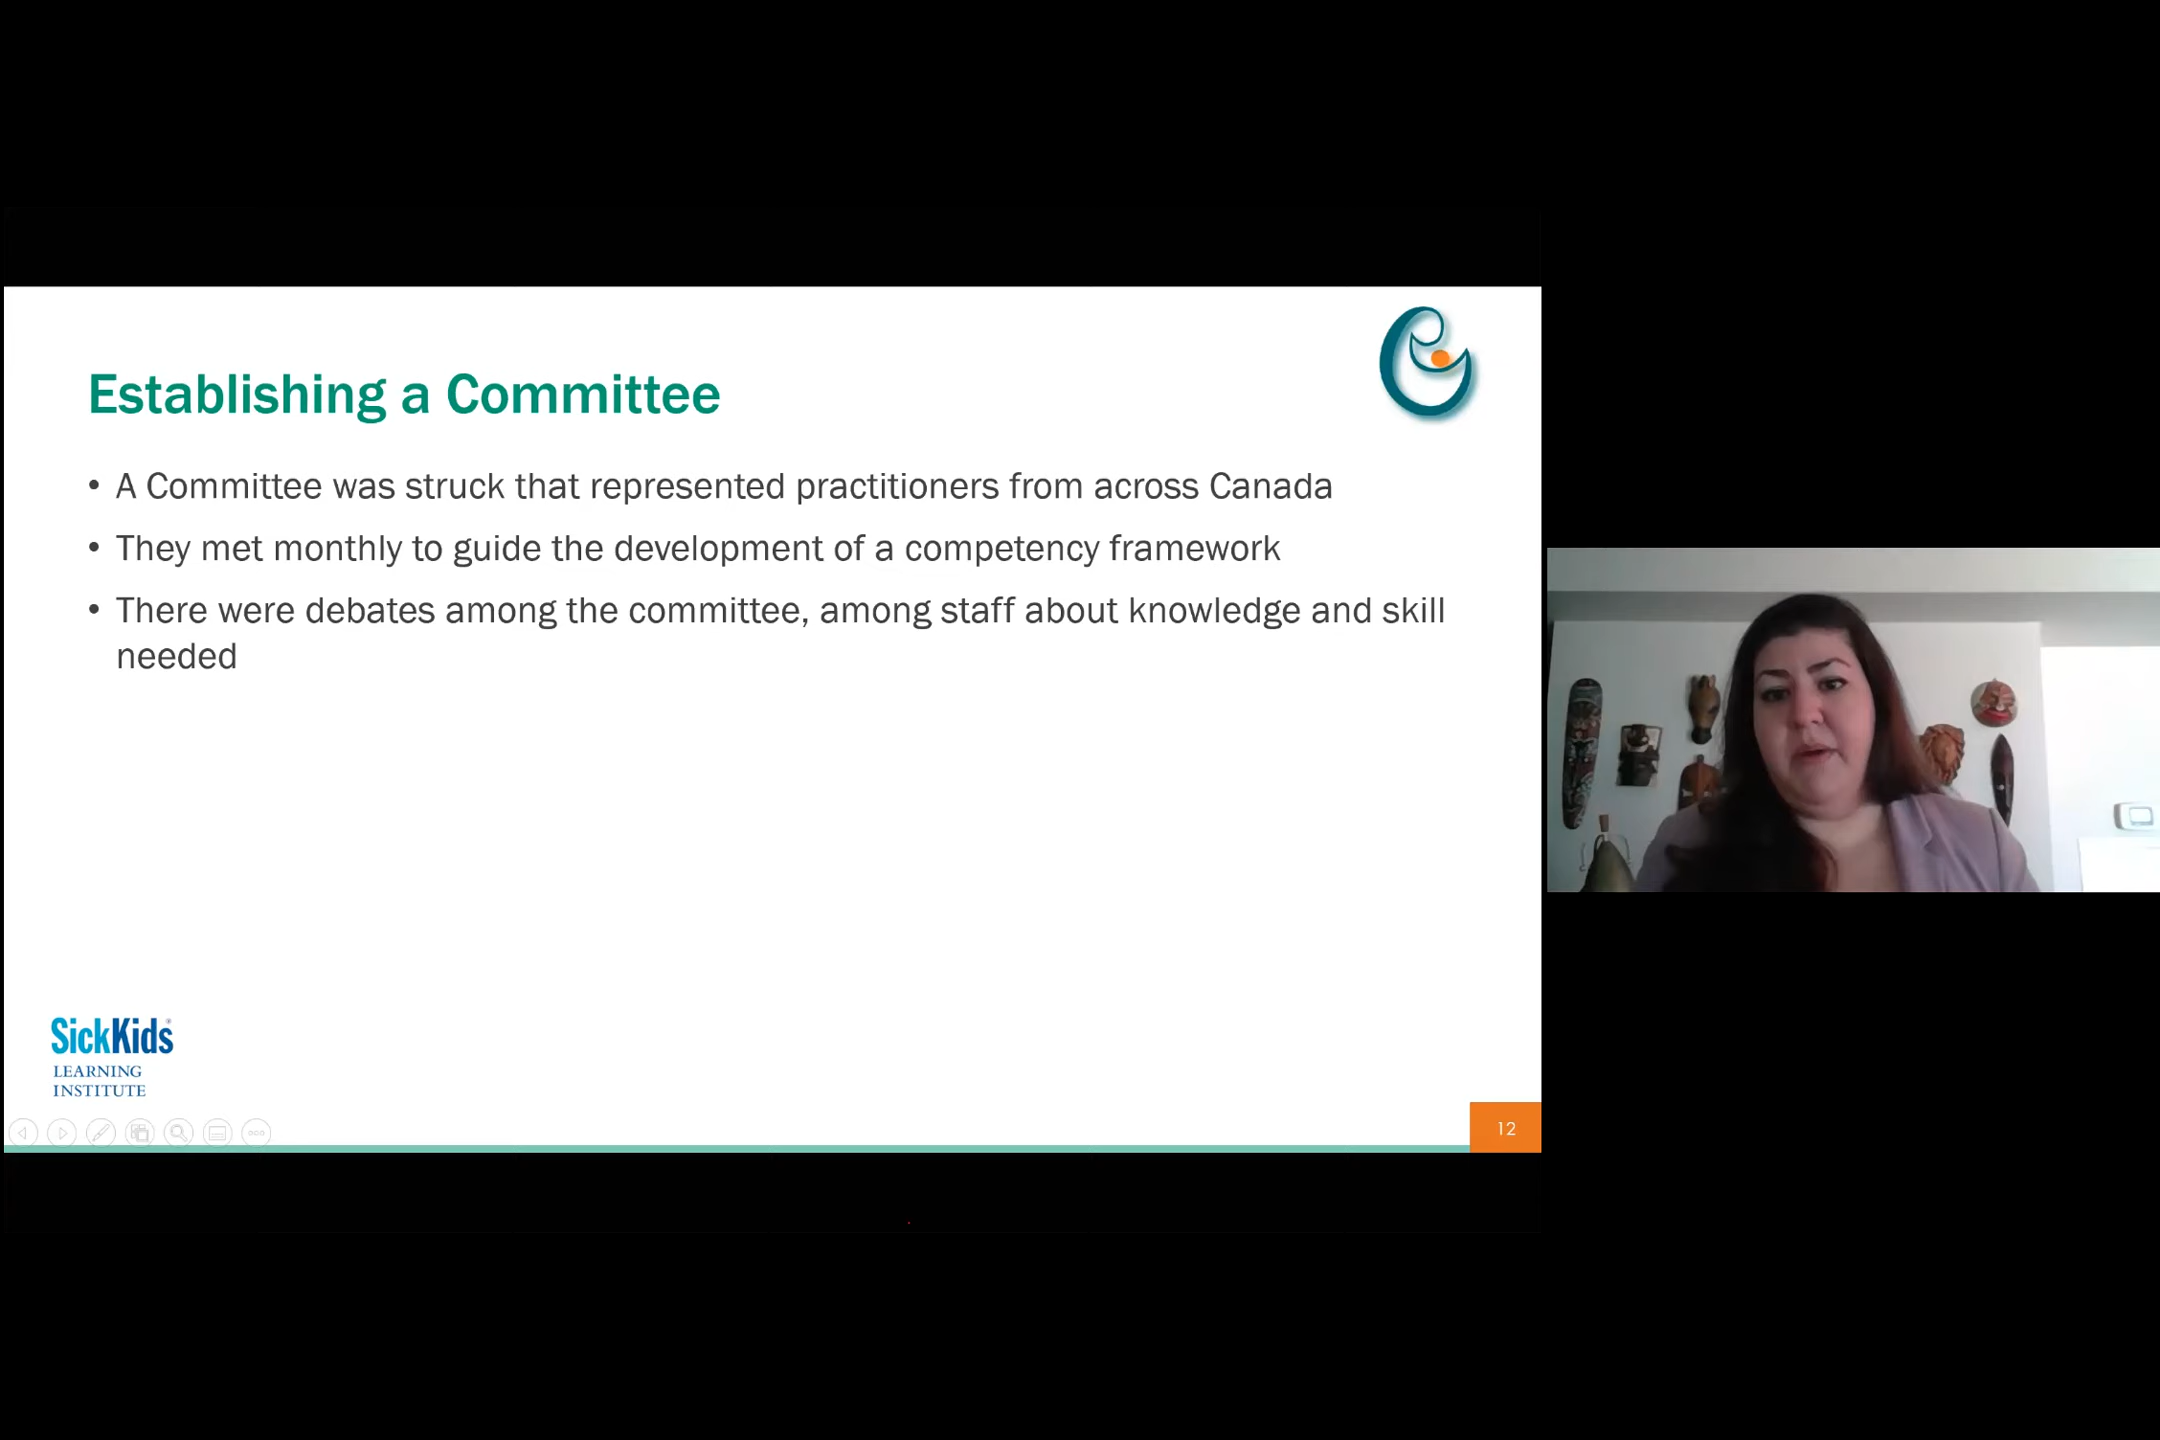 Establishing a Committee
• A Committee was struck that represented practitioners from across Canada
• They met monthly to guide the development of a competency framework
• There were debates among the committee, among staff about knowledge and skill
needed
SickKids®
LEARNING
INSTITUTE
12